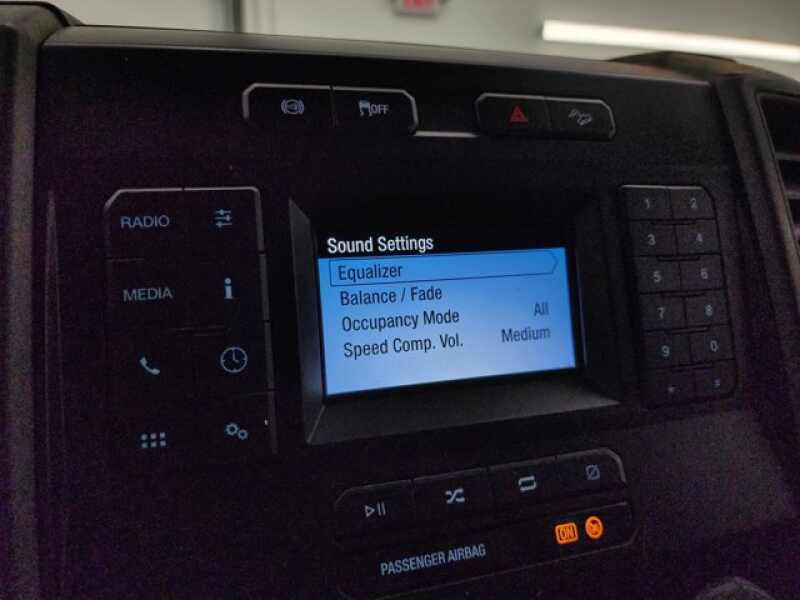 EXIT
OFF
RADIO
MEDIA
Sound Settings
Equalizer
Balance / Fade
Occupancy Mode All
Speed Comp. Vol. Medium
1 2
3 4
5 6
7 8
9 0
* #
PASSENGER AIRBAG ON